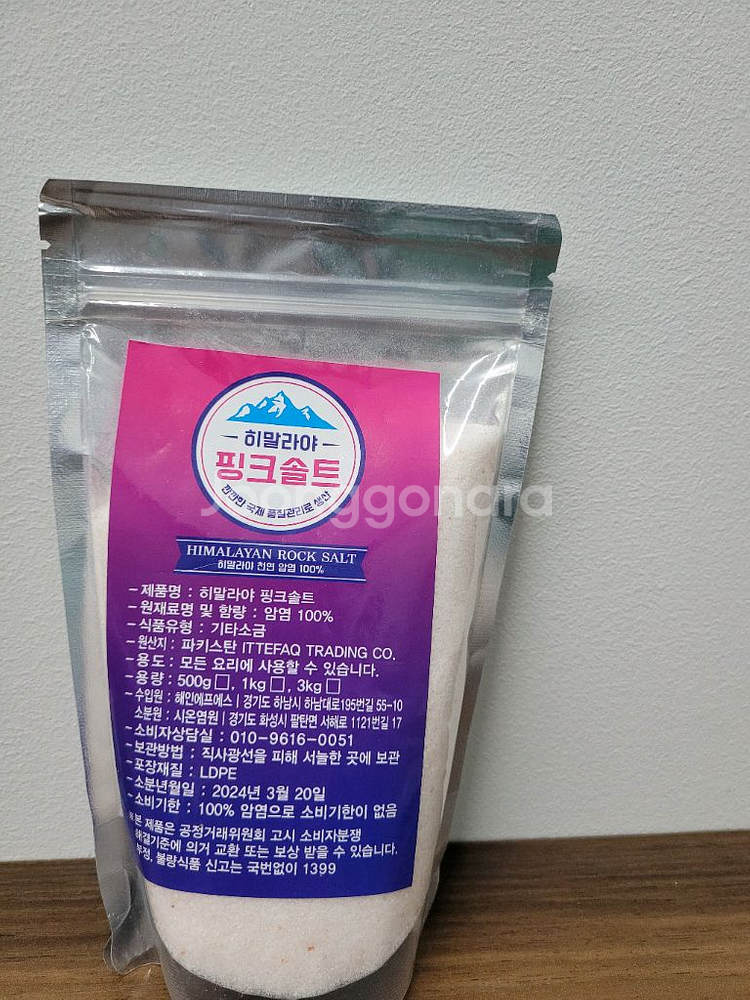 히말라야
핑크솔트
깐깐한 국제 품질관리로 생산
joonggonara
HIMALAYAN ROCK SALT
히말라야 천연 암염 100%
- 제품명 : 히말라야 핑크솔트
- 원재료명 및 함량 : 암염 100%
- 식품유형 : 기타소금
- 원산지 : 파키스탄 ITTEFAQ TRADING CO.
- 용도 : 모든 요리에 사용할 수 있습니다.
- 용량 : 500g □, 1kg □, 3kg □
- 수입원 : 해인에프에스 | 경기도 하남시 하남대로195번길 55-10
소분원 : 시온염원 | 경기도 화성시 팔탄면 서해로 1121번길 17
- 소비자상담실 : 010-9616-0051
- 보관방법 : 직사광선을 피해 서늘한 곳에 보관
- 포장재질 : LDPE
- 소분년월일 : 2024년 3월 20일
- 소비기한 : 100% 암염으로 소비기한이 없음
※본 제품은 공정거래위원회 고시 소비자분쟁
해결기준에 의거 교환 또는 보상 받을 수 있습니다.
부정, 불량식품 신고는 국번없이 1399